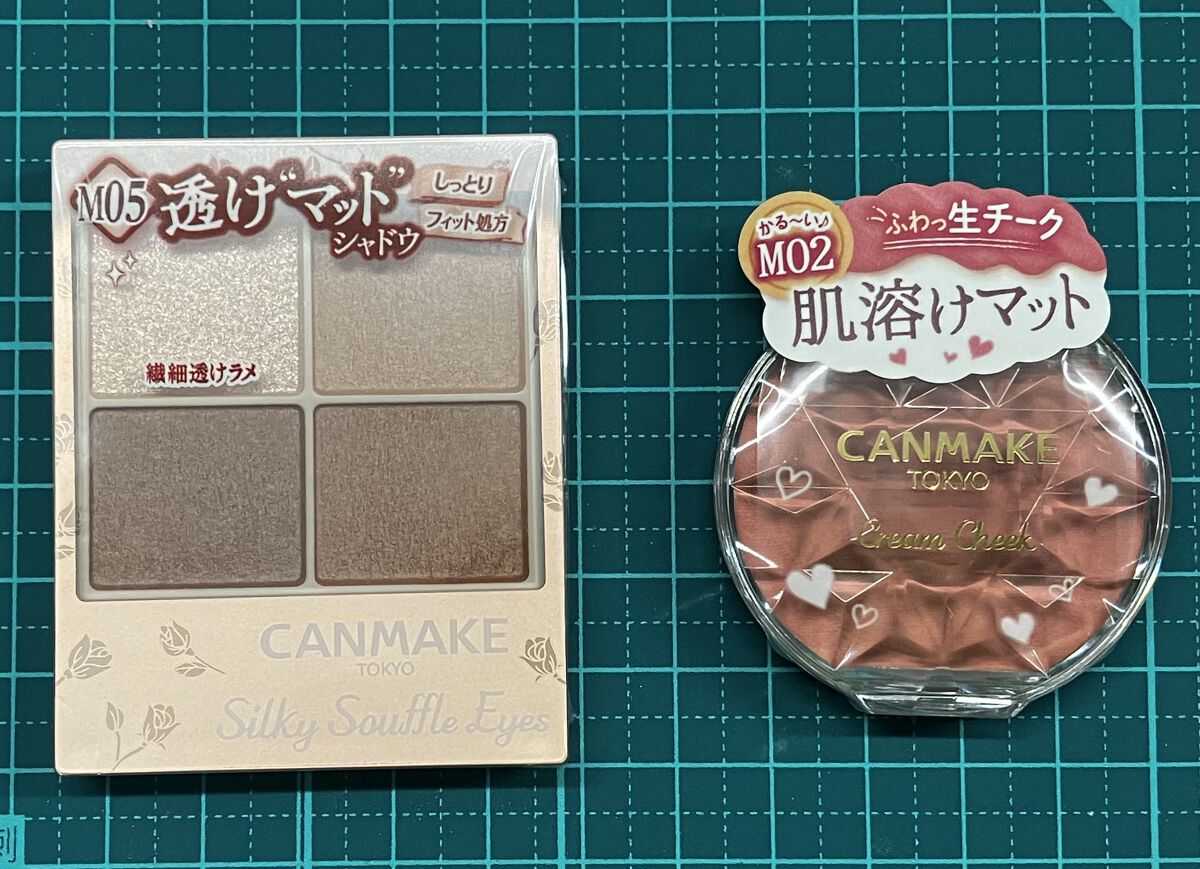 M05
透け"マット"
シャドウ
しっとり
フィット処方
繊細透けラメ
CANMAKE
TOKYO
Silky Souffle Eyes
かる〜い♪
M02
ふわっ生チーク
肌溶けマット
CANMAKE
TOKYO
Cream Cheek